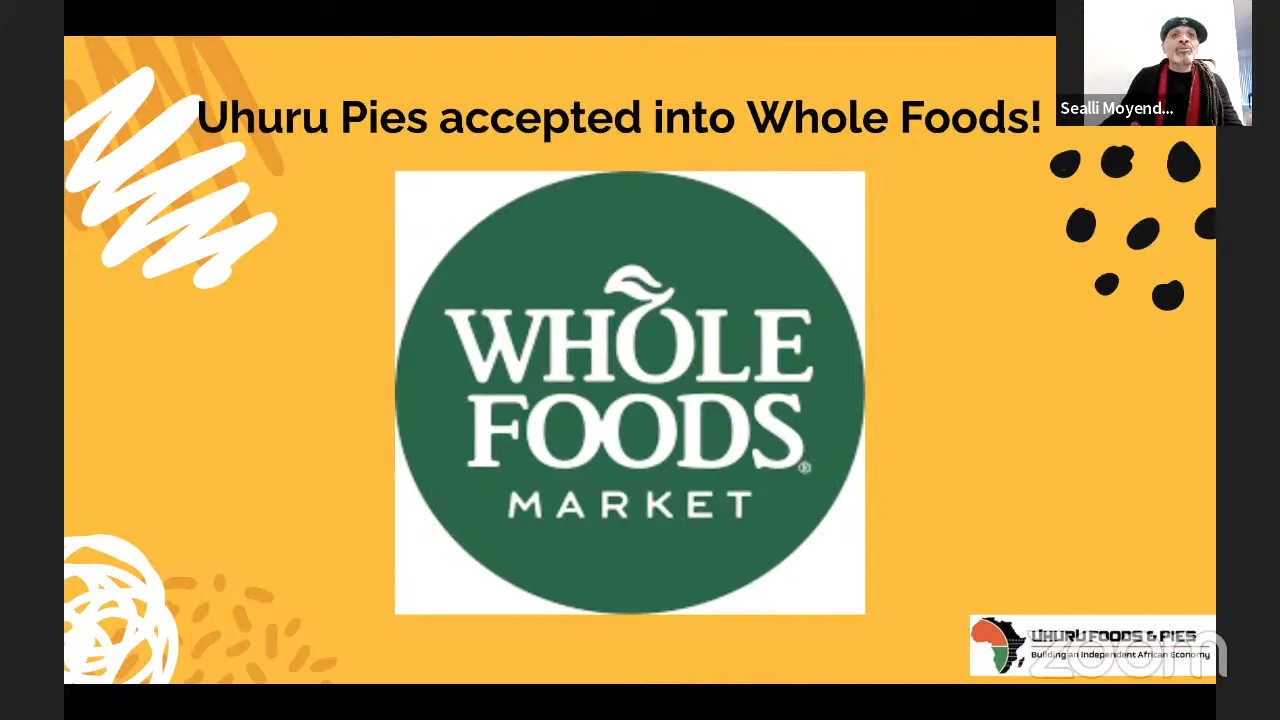 Uhuru Pies accepted into Whole Foods!
Sealli Moyend...
WHOLE
FOODS®
MARKET
UHURU FOODS & PIES
Building an Independent African Economy
zoom